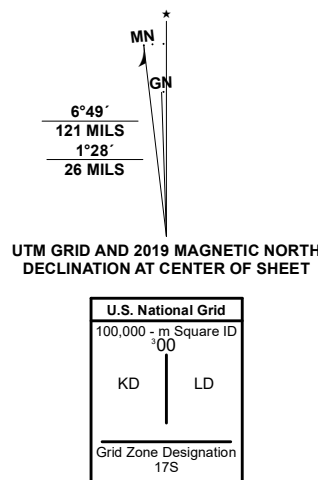 MN
GN
6°49´
121 MILS
1°28´
26 MILS
UTM GRID AND 2019 MAGNETIC NORTH
DECLINATION AT CENTER OF SHEET
U.S. National Grid
100,000 - m Square ID
³00
KD LD
Grid Zone Designation
17S